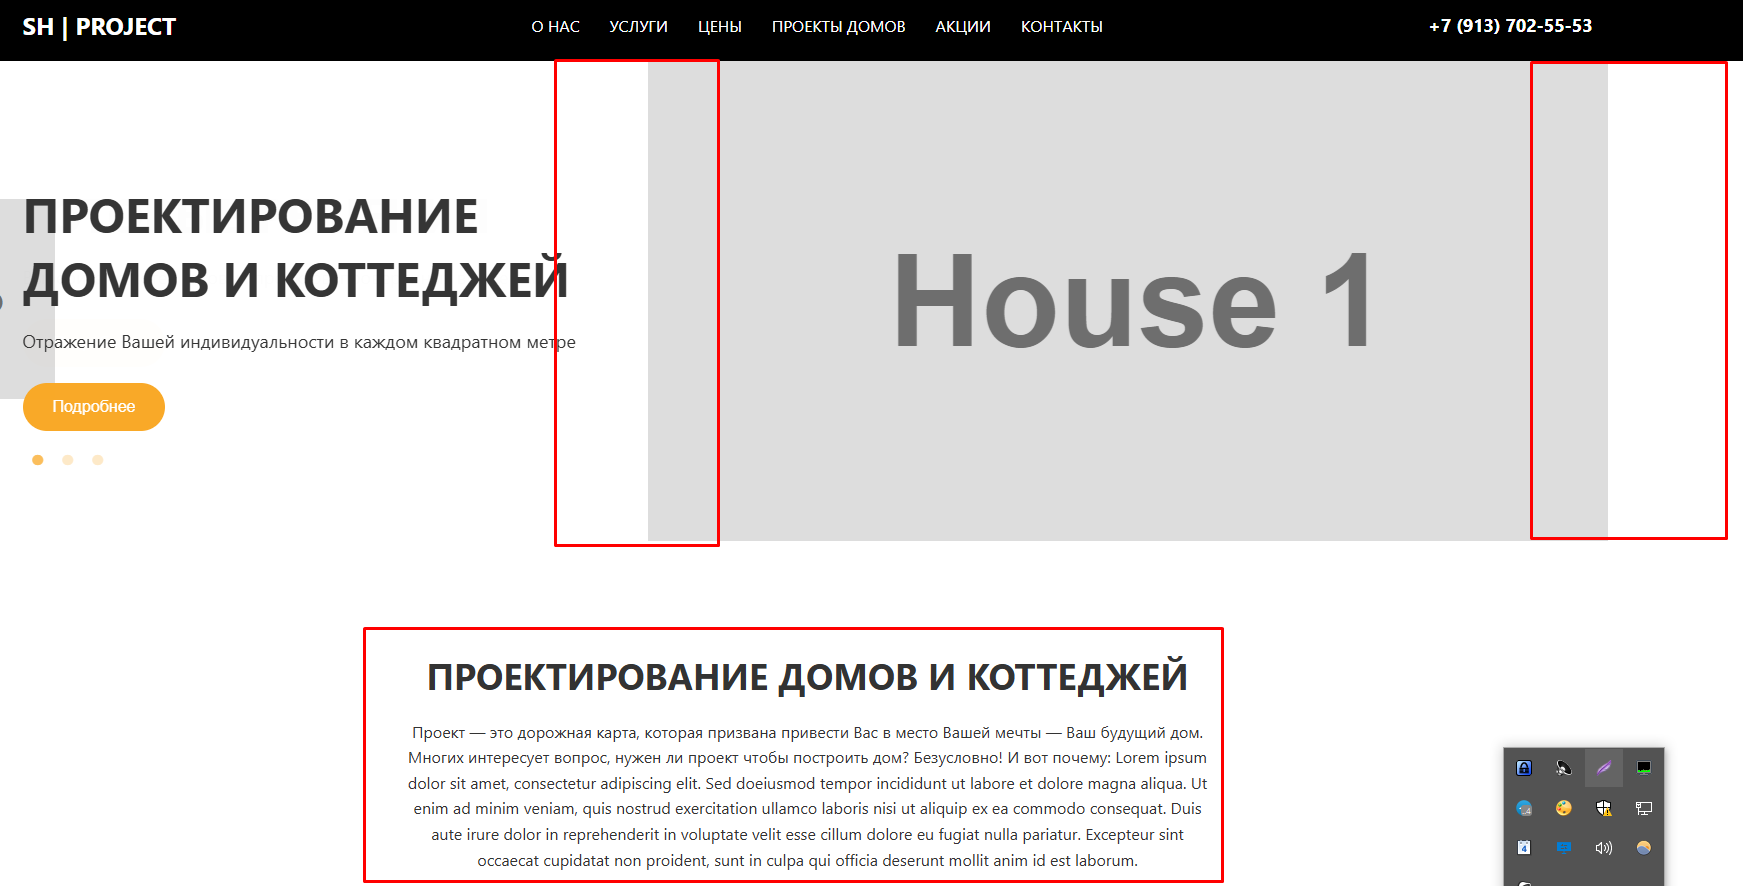 SH | PROJECT
О НАС УСЛУГИ ЦЕНЫ ПРОЕКТЫ ДОМОВ АКЦИИ КОНТАКТЫ
+7 (913) 702-55-53
ПРОЕКТИРОВАНИЕ
ДОМОВ И КОТТЕДЖЕЙ
Отражение Вашей индивидуальности в каждом квадратном метре
Подробнее
House 1
ПРОЕКТИРОВАНИЕ ДОМОВ И КОТТЕДЖЕЙ
Проект — это дорожная карта, которая призвана привести Вас в место Вашей мечты — Ваш будущий дом.
Многих интересует вопрос, нужен ли проект чтобы построить дом? Безусловно! И вот почему: Lorem ipsum
dolor sit amet, consectetur adipiscing elit. Sed doeiusmod tempor incididunt ut labore et dolore magna aliqua. Ut
enim ad minim veniam, quis nostrud exercitation ullamco laboris nisi ut aliquip ex ea commodo consequat. Duis
aute irure dolor in reprehenderit in voluptate velit esse cillum dolore eu fugiat nulla pariatur. Excepteur sint
occaecat cupidatat non proident, sunt in culpa qui officia deserunt mollit anim id est laborum.